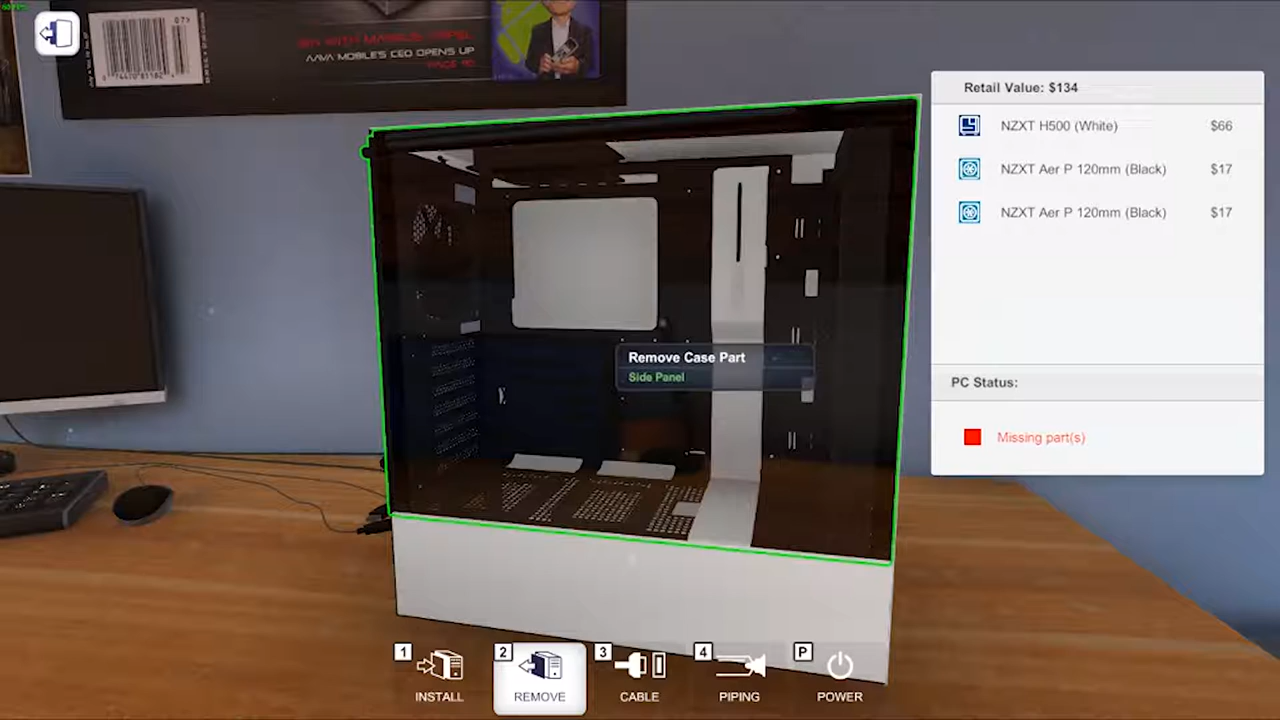 AAVA MOBILE'S CEO OPENS UP
Retail Value: $134
NZXT H500 (White) $66
NZXT Aer P 120mm (Black) $17
NZXT Aer P 120mm (Black) $17
PC Status:
Missing part(s)
Remove Case Part
Side Panel
1 INSTALL
2 REMOVE
3 CABLE
4 PIPING
P POWER